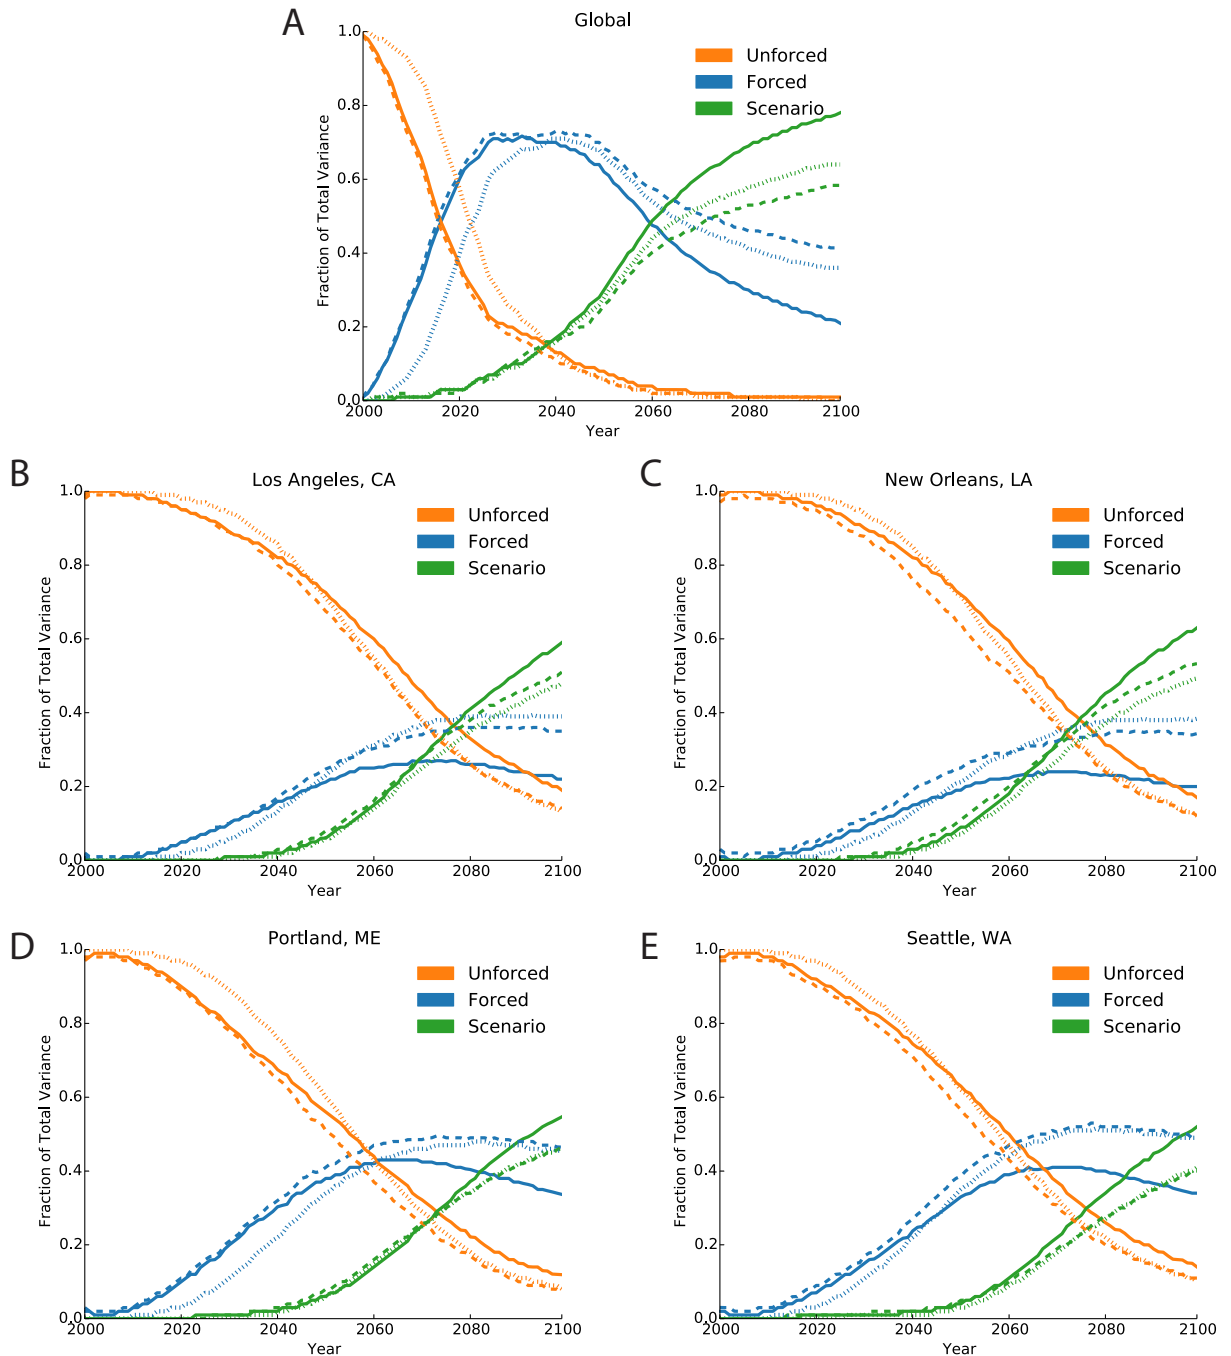 A
Global
Unforced
Forced
Scenario
Fraction of Total Variance
1.0
0.8
0.6
0.4
0.2
0.0
2000 2020 2040 2060 2080 2100
Year
B
Los Angeles, CA
Unforced
Forced
Scenario
Fraction of Total Variance
1.0
0.8
0.6
0.4
0.2
0.0
2000 2020 2040 2060 2080 2100
Year
C
New Orleans, LA
Unforced
Forced
Scenario
Fraction of Total Variance
1.0
0.8
0.6
0.4
0.2
0.0
2000 2020 2040 2060 2080 2100
Year
D
Portland, ME
Unforced
Forced
Scenario
Fraction of Total Variance
1.0
0.8
0.6
0.4
0.2
0.0
2000 2020 2040 2060 2080 2100
Year
E
Seattle, WA
Unforced
Forced
Scenario
Fraction of Total Variance
1.0
0.8
0.6
0.4
0.2
0.0
2000 2020 2040 2060 2080 2100
Year